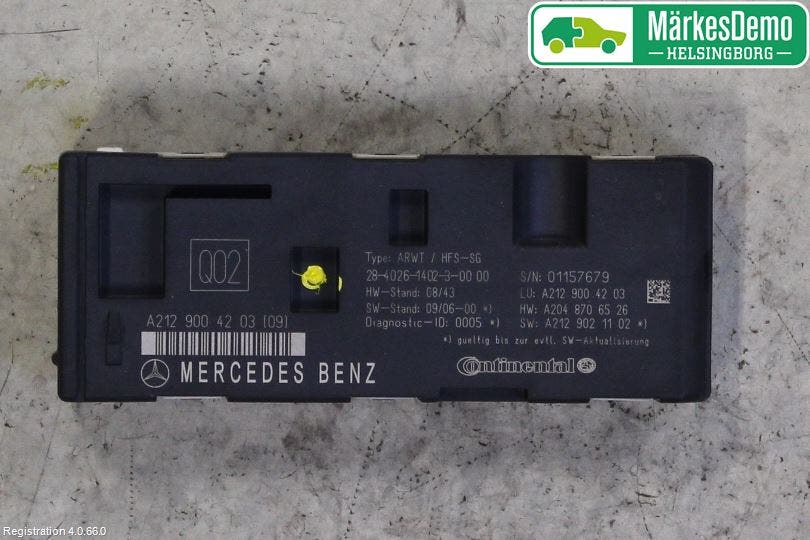 MärkesDemo
HELSINGBORG
Q02
Type: ARWT / HFS-SG
28-4026-1402-3-00 00
HW-Stand: 08/43
SW-Stand: 09/06-00 *)
Diagnostic-ID: 0005 *)
S/N: 01157679
LU: A212 900 42 03
HW: A204 870 65 26
SW: A212 902 11 02 *)
*) gueltig bis zur evtl. SW-Aktualisierung
A212 900 42 03 [09]
MERCEDES BENZ
Continental
Registration 4.0.66.0